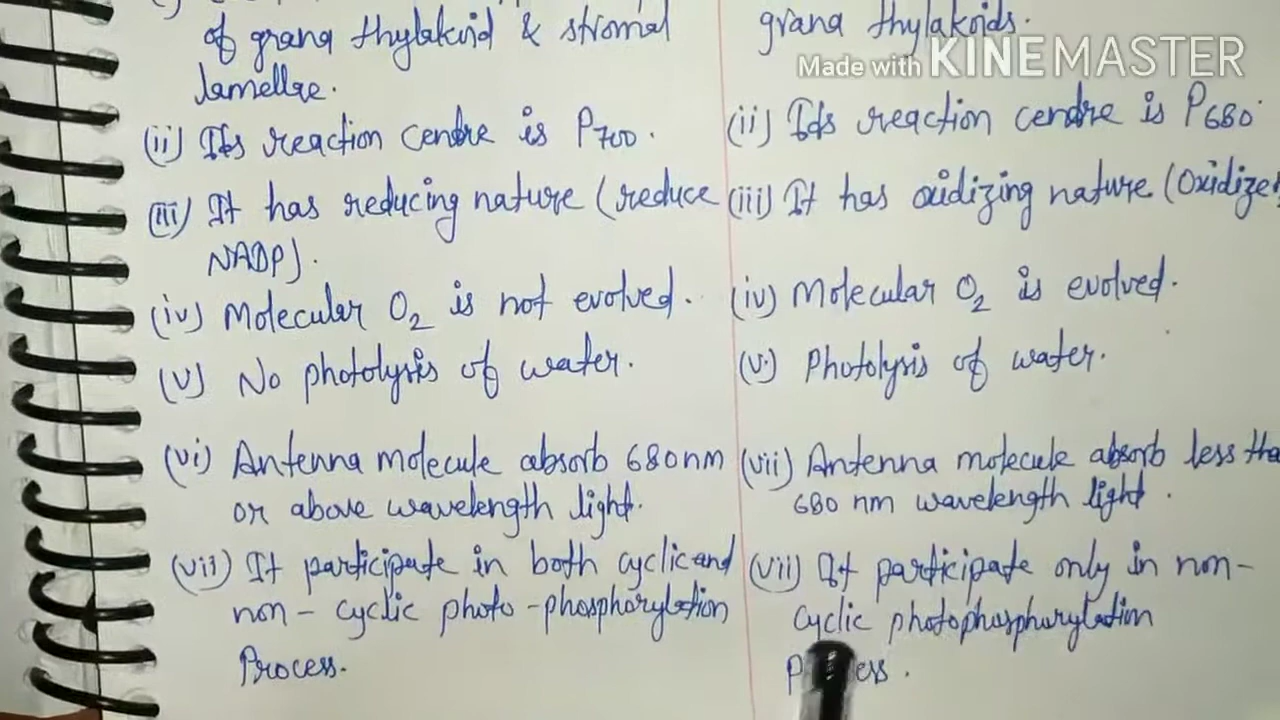 of grana thylakoid & stromal
lamellae.
(ii) Its reaction centre is P700.
(iii) It has reducing nature (reduce
NADP).
(iv) Molecular O2 is not evolved.
(v) No photolysis of water.
(vi) Antenna molecule absorb 680nm
or above wavelength light.
(vii) It participate in both cyclic and
non-cyclic photo-phosphorylation
Process.
grana thylakoids.
Made with KINEMASTER
(ii) Its reaction centre is P680.
(iii) It has oxidizing nature (Oxidize
(iv) Molecular O2 is evolved.
(v) Photolysis of water.
(vii) Antenna molecule absorb less tha
680 nm wavelength light.
(vii) It participate only in non-
cyclic photophosphorylation